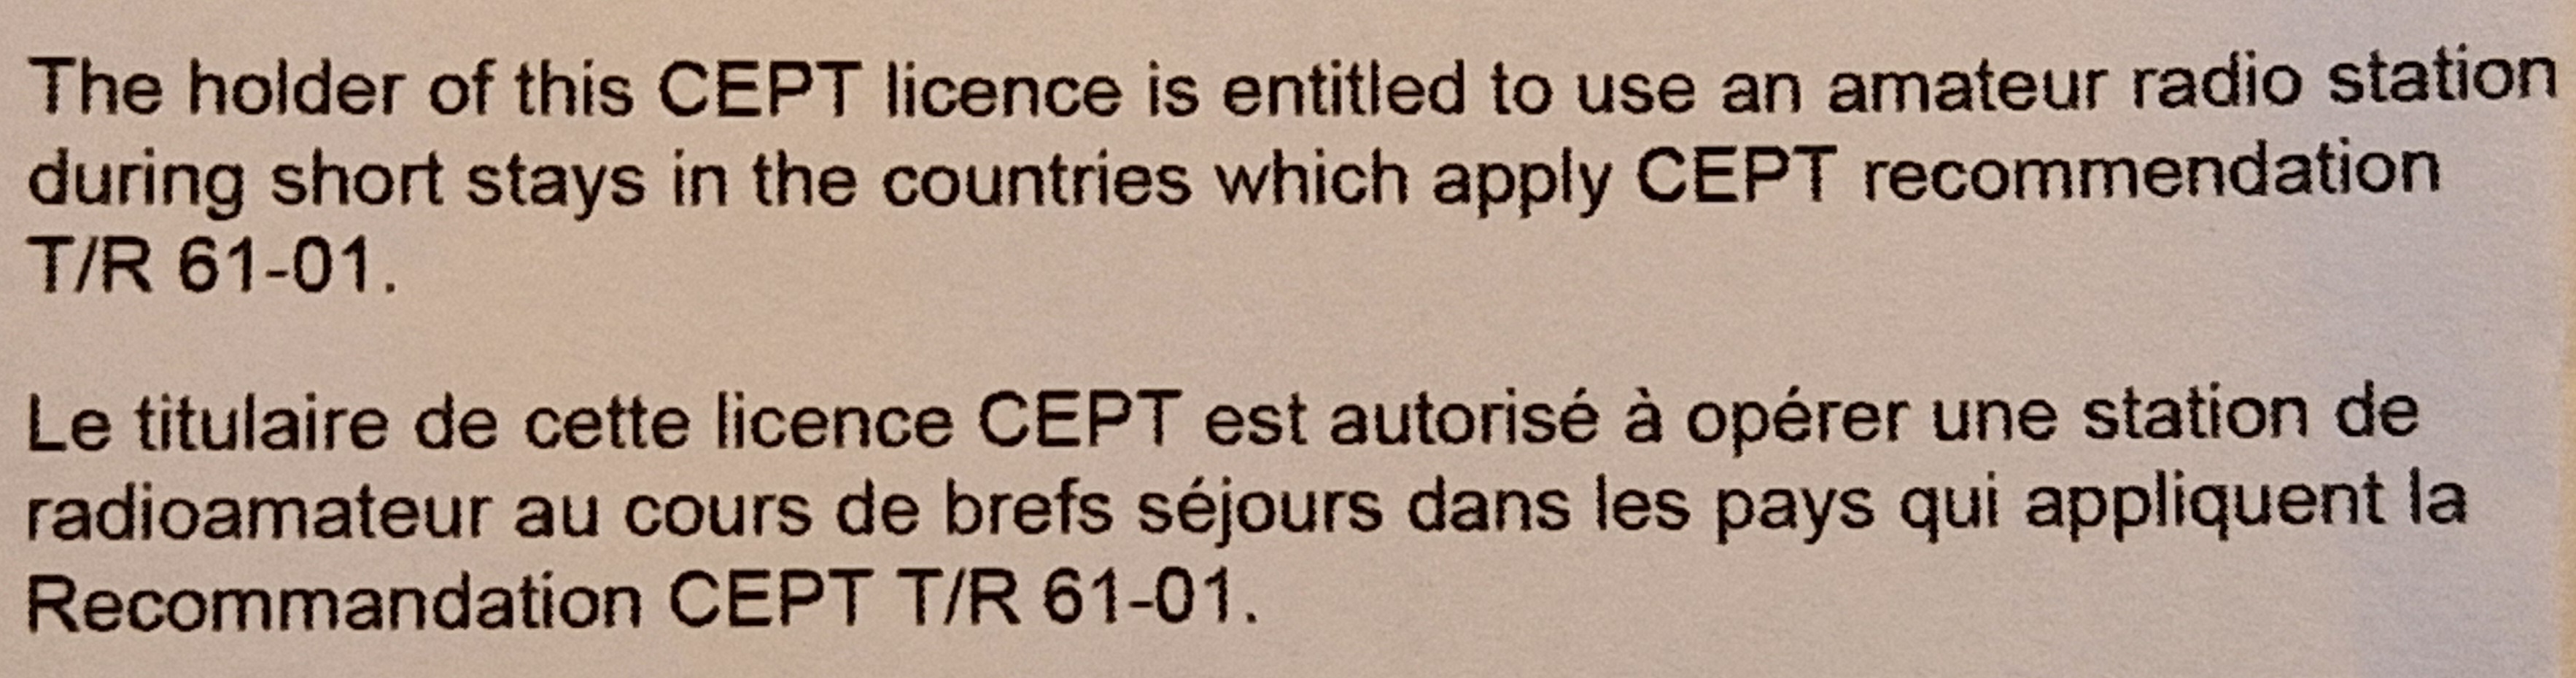 The holder of this CEPT licence is entitled to use an amateur radio station
during short stays in the countries which apply CEPT recommendation
T/R 61-01.
Le titulaire de cette licence CEPT est autorisé à opérer une station de
radioamateur au cours de brefs séjours dans les pays qui appliquent la
Recommandation CEPT T/R 61-01.